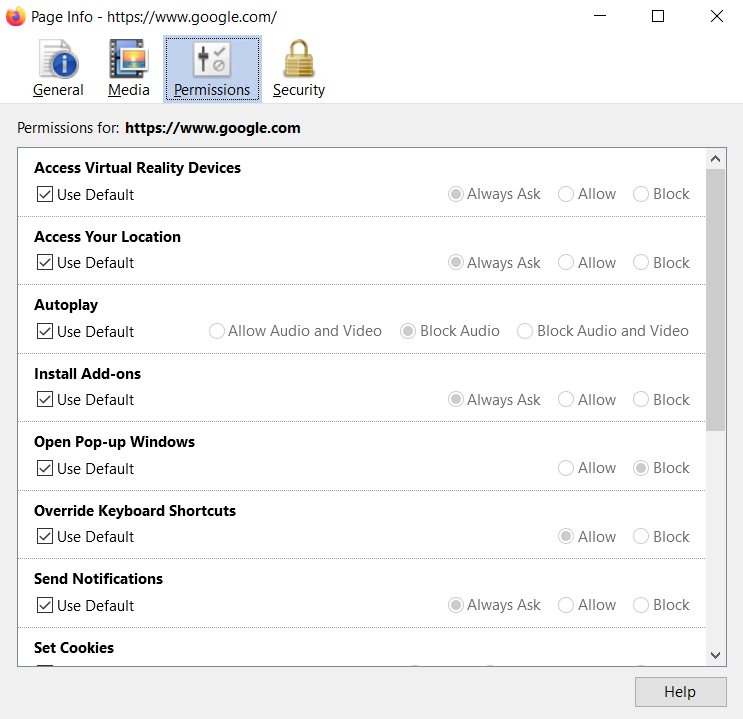 Page Info - https://www.google.com/
General Media Permissions Security
Permissions for: https://www.google.com
Access Virtual Reality Devices
Use Default Always Ask Allow Block
Access Your Location
Use Default Always Ask Allow Block
Autoplay
Use Default Allow Audio and Video Block Audio Block Audio and Video
Install Add-ons
Use Default Always Ask Allow Block
Open Pop-up Windows
Use Default Allow Block
Override Keyboard Shortcuts
Use Default Allow Block
Send Notifications
Use Default Always Ask Allow Block
Set Cookies
Help